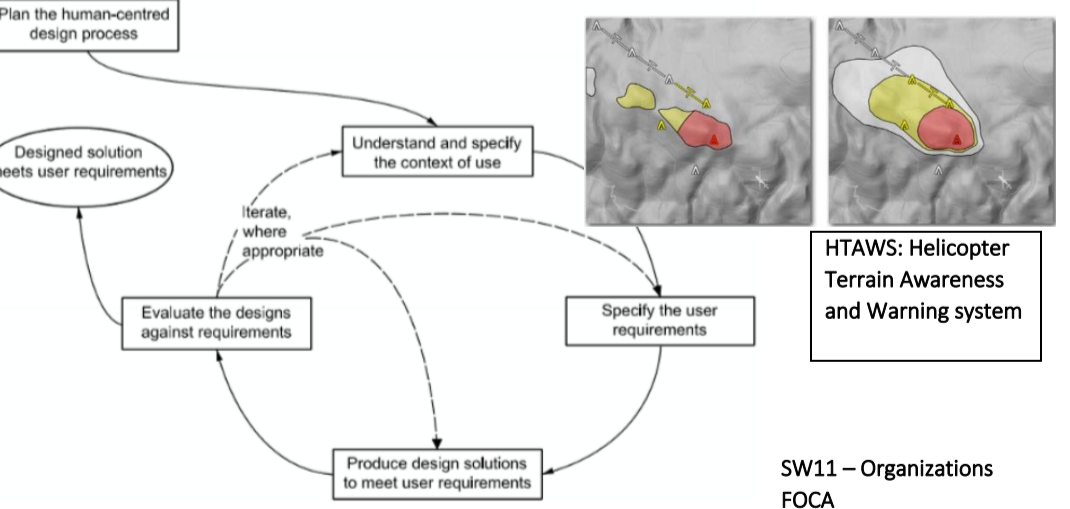 Plan the human-centred
design process
Understand and specify
the context of use
Designed solution
meets user requirements
Iterate,
where
appropriate
HTAWS: Helicopter
Terrain Awareness
and Warning system
Evaluate the designs
against requirements
Specify the user
requirements
Produce design solutions
to meet user requirements
SW11 – Organizations
FOCA